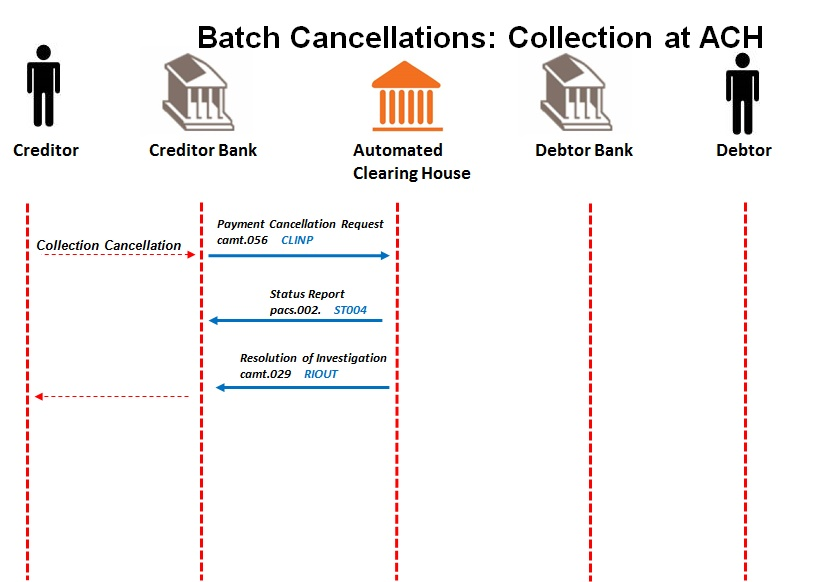 Batch Cancellations: Collection at ACH
Creditor
Creditor Bank
Automated
Clearing House
Debtor Bank
Debtor
Collection Cancellation
Payment Cancellation Request
camt.056 CLINP
Status Report
pacs.002. ST004
Resolution of Investigation
camt.029 RIOUT